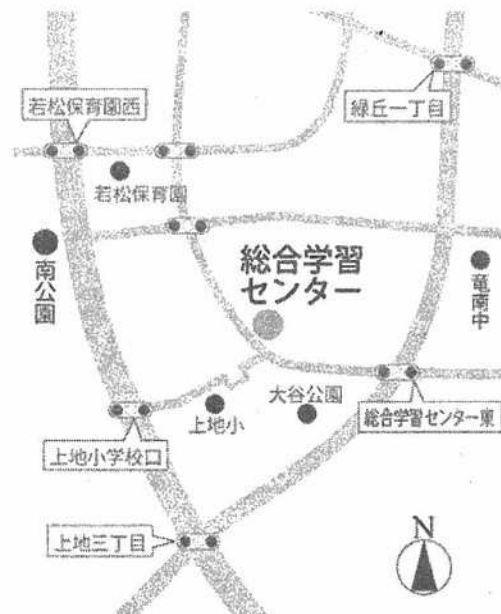 若松保育園西
緑丘一丁目
若松保育園
南公園
総合学習
センター
竜南中
大谷公園
上地小
総合学習センター東
上地小学校口
上地三丁目
N